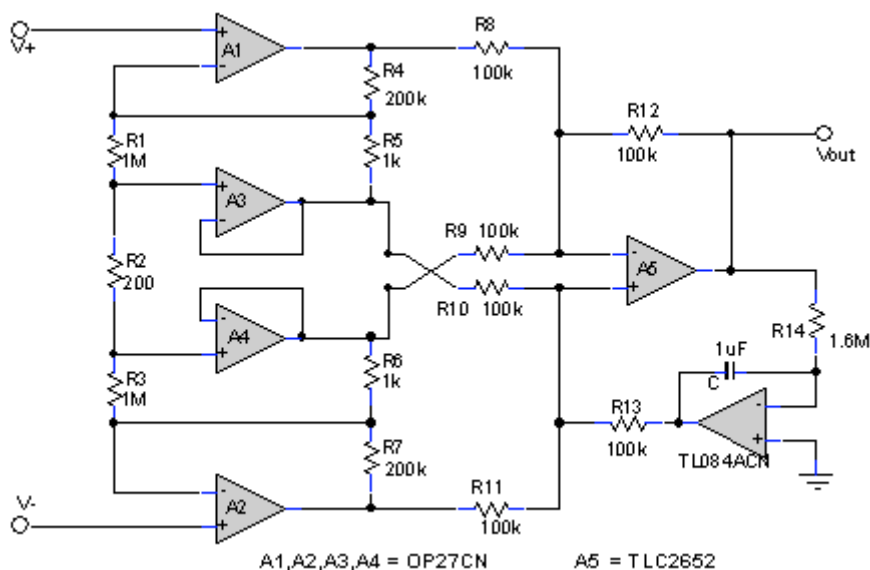 V+
A1
R4
200k
R8
100k
R1
1M
R5
1k
A3
R12
100k
Vout
R2
200
R9 100k
R10 100k
A5
A4
R3
1M
R6
1k
R14
1.6M
1uF
C
R7
200k
R13
100k
TL084ACN
V-
A2
R11
100k
A1,A2,A3,A4 = OP27CN
A5 = TLC2652